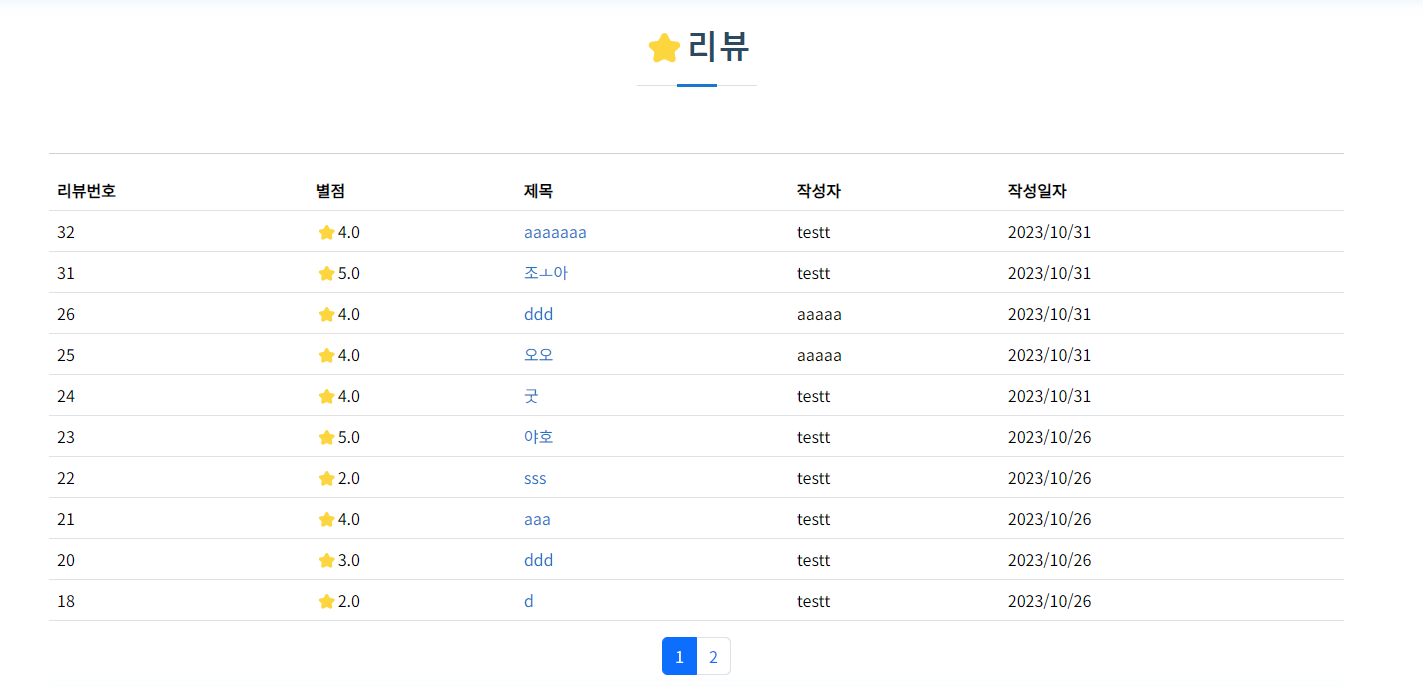 리뷰
리뷰번호 별점 제목 작성자 작성일자
32 4.0 aaaaaaa testt 2023/10/31
31 5.0 조ㅗ아 testt 2023/10/31
26 4.0 ddd aaaaa 2023/10/31
25 4.0 오오 aaaaa 2023/10/31
24 4.0 굿 testt 2023/10/31
23 5.0 야호 testt 2023/10/26
22 2.0 sss testt 2023/10/26
21 4.0 aaa testt 2023/10/26
20 3.0 ddd testt 2023/10/26
18 2.0 d testt 2023/10/26
1 2